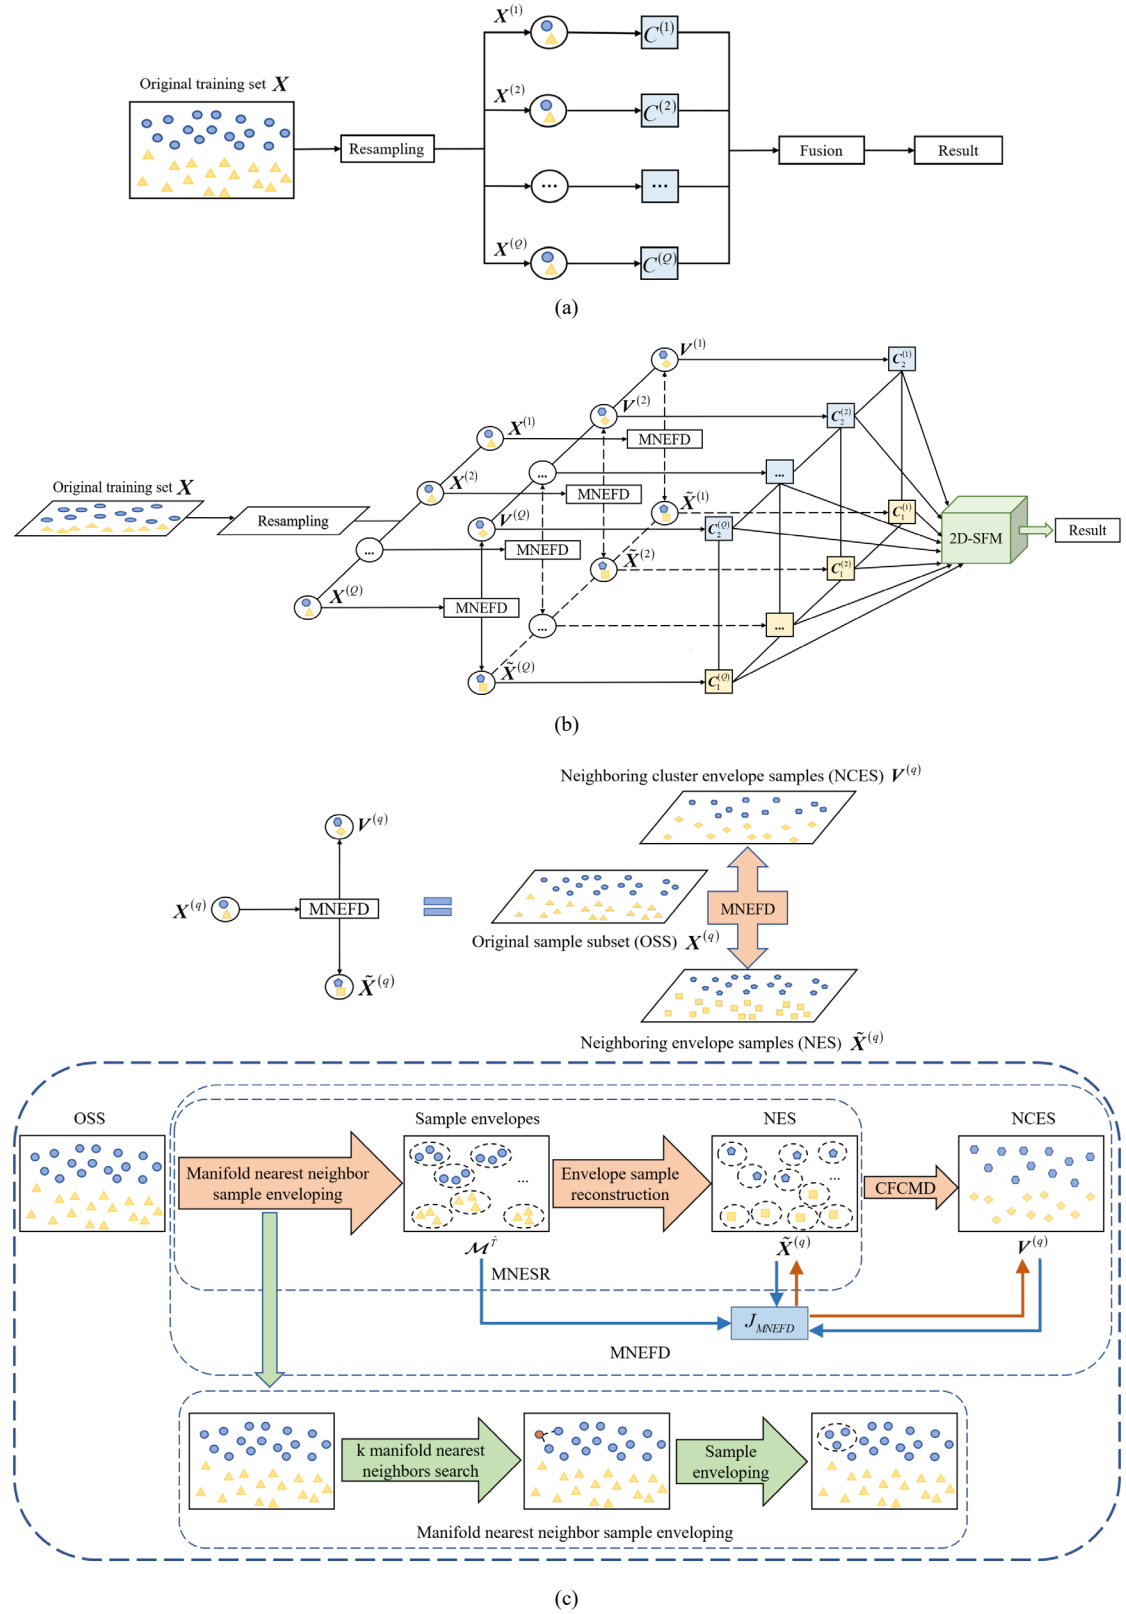 X^(1)
C^(1)
Original training set X
X^(2)
C^(2)
Resampling
Fusion
Result
...
...
X^(Q)
C^(Q)
(a)
V^(1)
C_2^(1)
V^(2)
C_2^(2)
X^(1)
MNEFD
X^(2)
...
...
Original training set X
MNEFD
X̃^(1)
C_1^(1)
Resampling
V^(Q)
C_2^(Q)
2D-SFM
Result
...
MNEFD
X̃^(2)
C_1^(2)
X^(Q)
MNEFD
...
...
X̃^(Q)
C_1^(Q)
(b)
Neighboring cluster envelope samples (NCES) V^(q)
V^(q)
X^(q)
MNEFD
MNEFD
Original sample subset (OSS) X^(q)
X̃^(q)
Neighboring envelope samples (NES) X̃^(q)
OSS
Sample envelopes
NES
NCES
Manifold nearest neighbor
sample enveloping
...
Envelope sample
reconstruction
...
CFCMD
ℳ^Ṫ
X̃^(q)
V^(q)
MNESR
J_MNEFD
MNEFD
k manifold nearest
neighbors search
Sample
enveloping
Manifold nearest neighbor sample enveloping
(c)